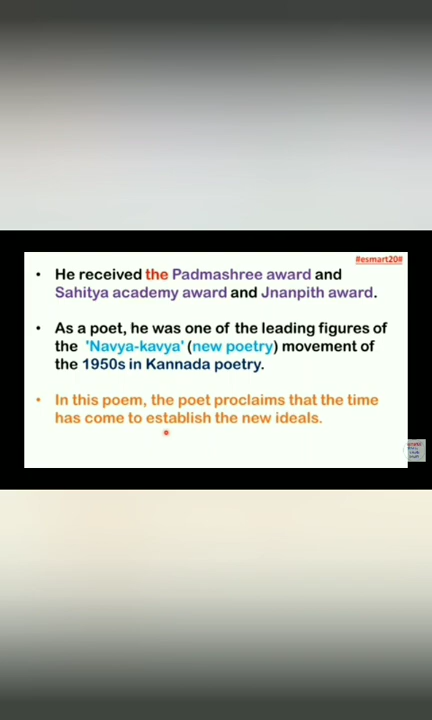 #esmart20#
• He received the Padmashree award and
Sahitya academy award and Jnanpith award.
• As a poet, he was one of the leading figures of
the 'Navya-kavya' (new poetry) movement of
the 1950s in Kannada poetry.
• In this poem, the poet proclaims that the time
has come to establish the new ideals.